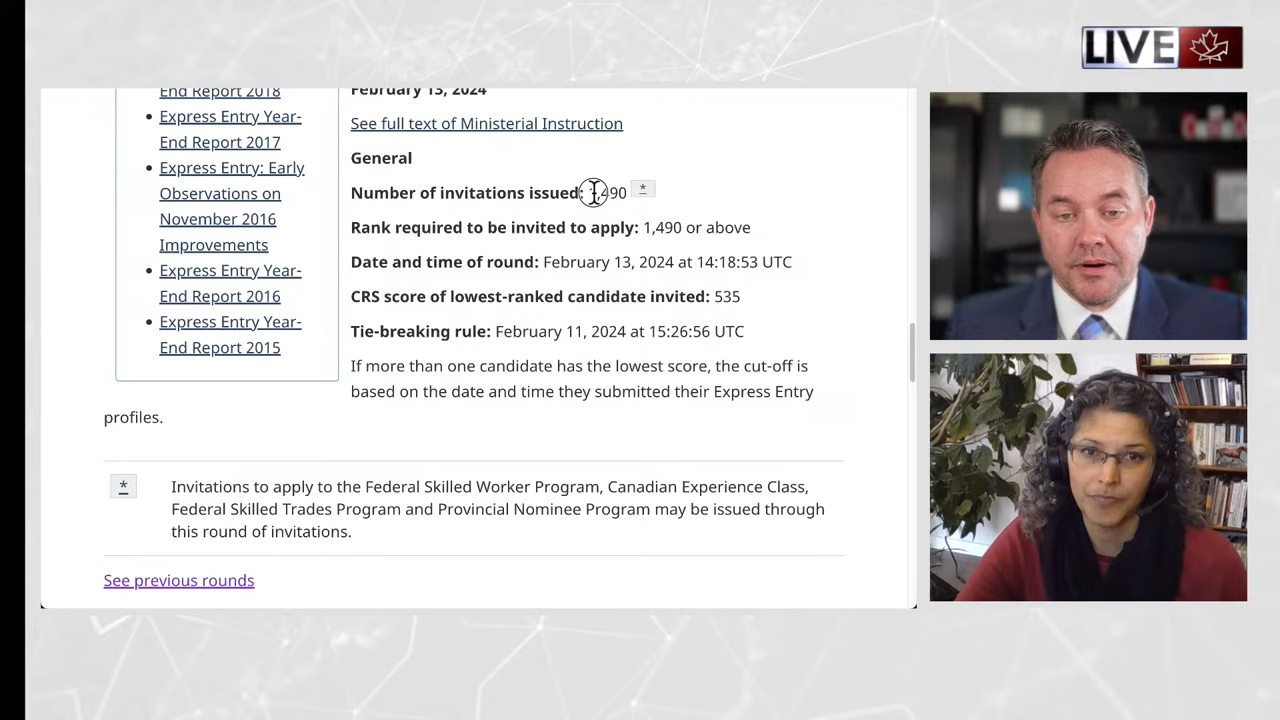 LIVE
End Report 2018
Express Entry Year-
End Report 2017
Express Entry: Early
Observations on
November 2016
Improvements
Express Entry Year-
End Report 2016
Express Entry Year-
End Report 2015
February 13, 2024
See full text of Ministerial Instruction
General
Number of invitations issued: 490 *
Rank required to be invited to apply: 1,490 or above
Date and time of round: February 13, 2024 at 14:18:53 UTC
CRS score of lowest-ranked candidate invited: 535
Tie-breaking rule: February 11, 2024 at 15:26:56 UTC
If more than one candidate has the lowest score, the cut-off is
based on the date and time they submitted their Express Entry
profiles.
* Invitations to apply to the Federal Skilled Worker Program, Canadian Experience Class,
Federal Skilled Trades Program and Provincial Nominee Program may be issued through
this round of invitations.
See previous rounds